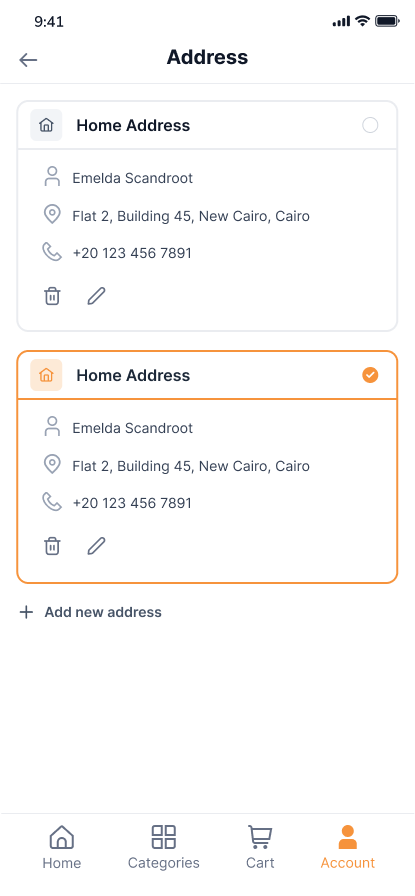 9:41
Address
Home Address
Emelda Scandroot
Flat 2, Building 45, New Cairo, Cairo
+20 123 456 7891
Home Address
Emelda Scandroot
Flat 2, Building 45, New Cairo, Cairo
+20 123 456 7891
Add new address
Home Categories Cart Account